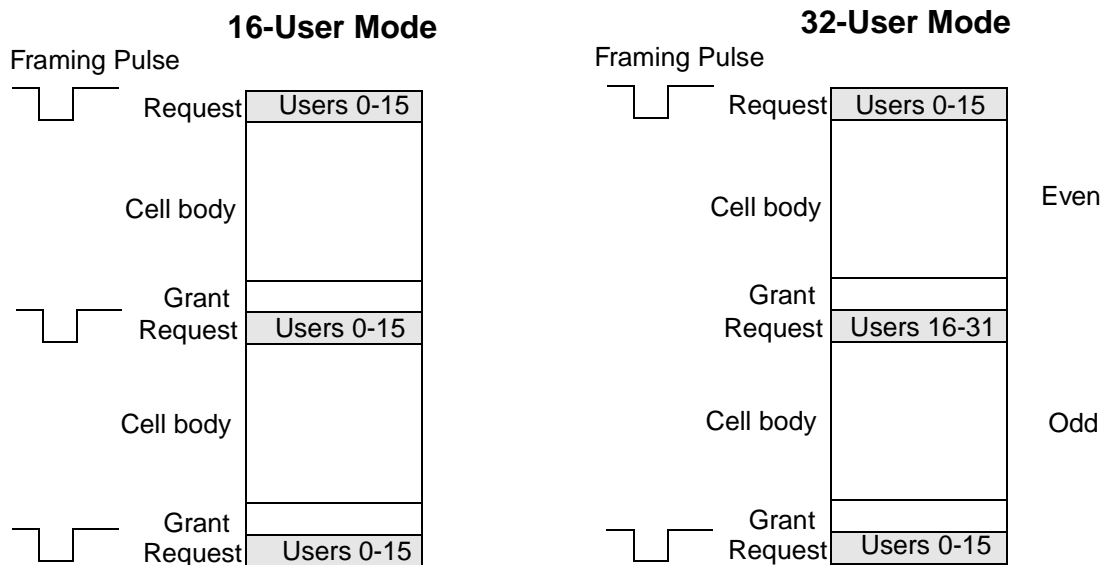 16-User Mode
Framing Pulse
Request Users 0-15
Cell body
Grant
Request Users 0-15
Cell body
Grant
Request Users 0-15
32-User Mode
Framing Pulse
Request Users 0-15
Cell body
Even
Grant
Request Users 16-31
Cell body
Odd
Grant
Request Users 0-15